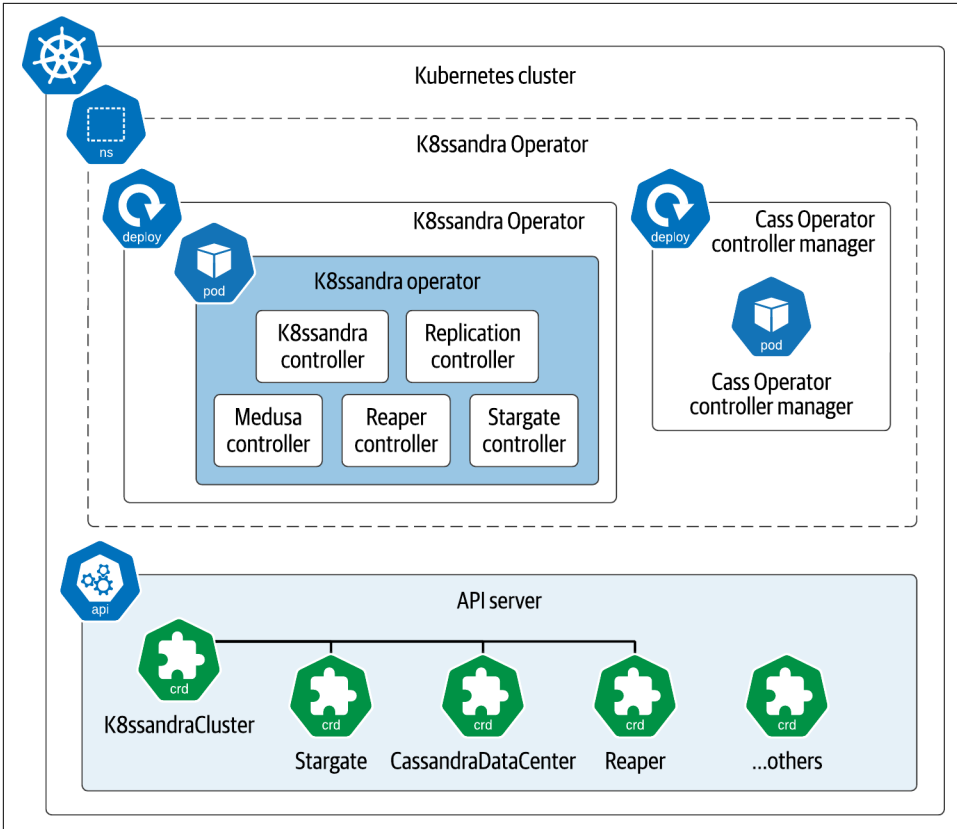 Kubernetes cluster
ns
K8ssandra Operator
deploy
K8ssandra Operator
pod
K8ssandra operator
K8ssandra
controller
Replication
controller
Medusa
controller
Reaper
controller
Stargate
controller
deploy
Cass Operator
controller manager
pod
Cass Operator
controller manager
api
API server
crd
K8ssandraCluster
crd
Stargate
crd
CassandraDataCenter
crd
Reaper
crd
...others